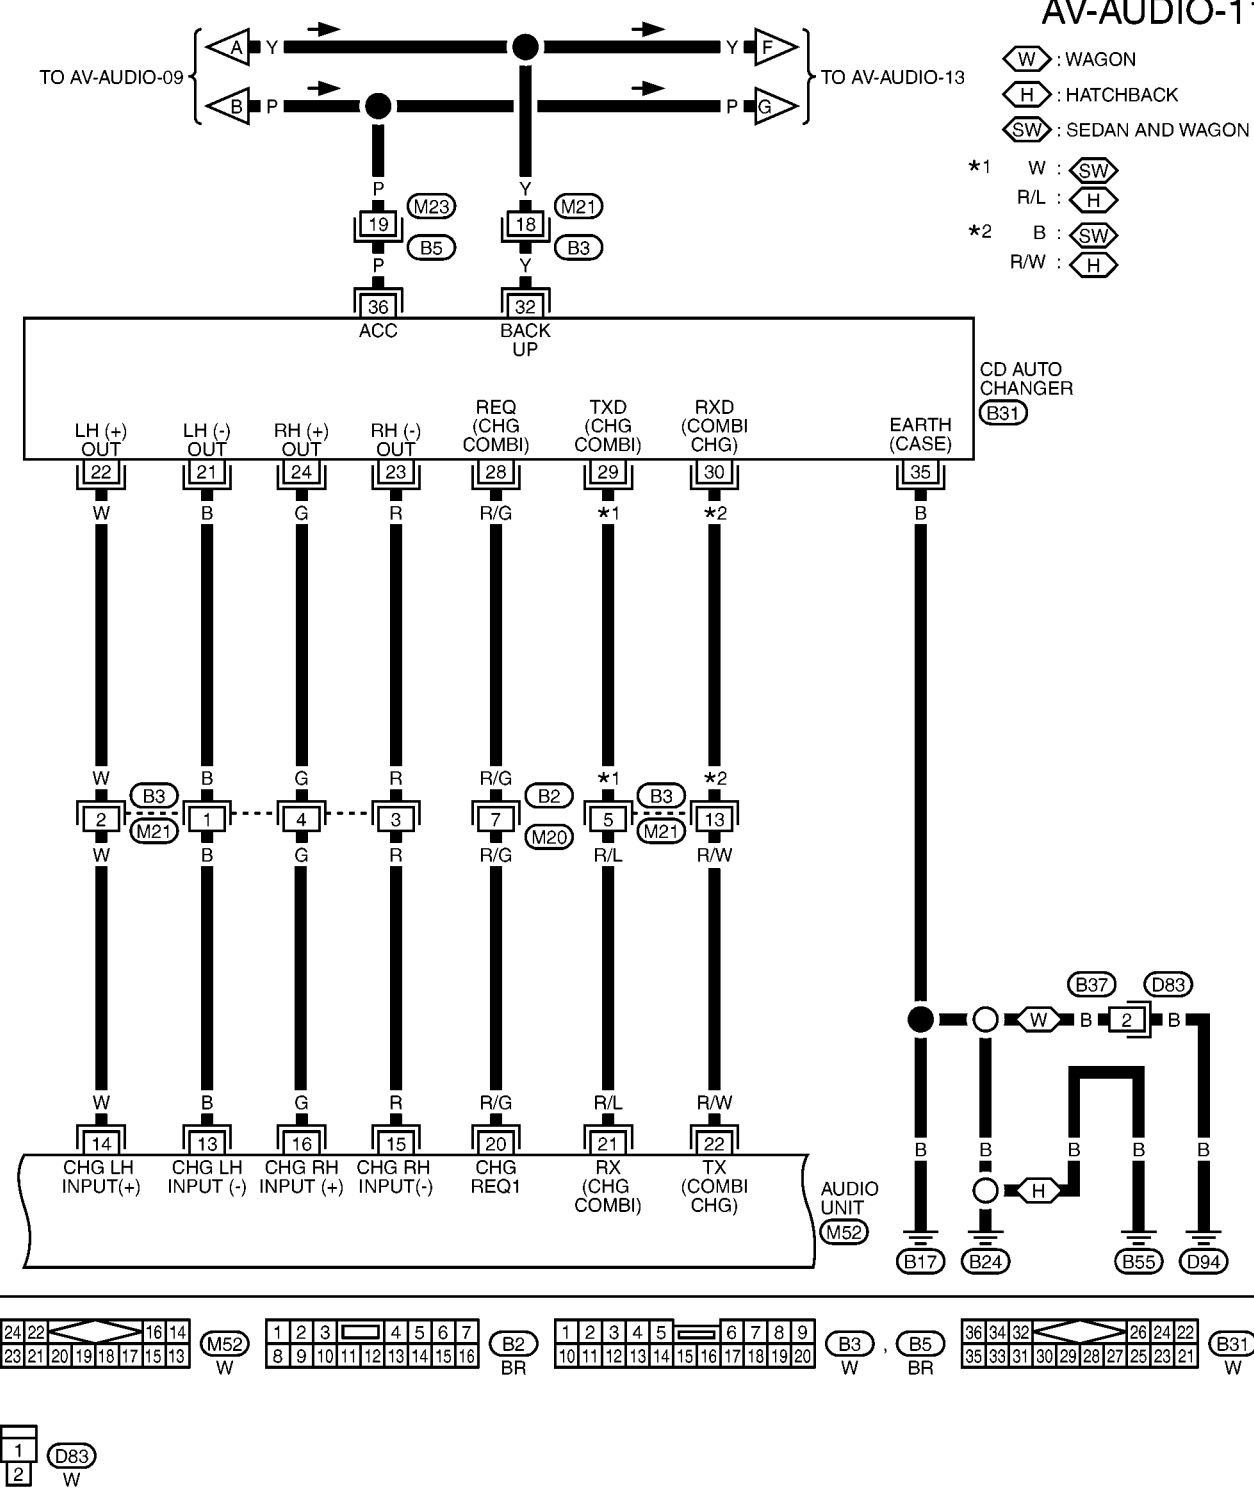 AV-AUDIO-11
A Y Y F
TO AV-AUDIO-09
TO AV-AUDIO-13
B P P G
W : WAGON
H : HATCHBACK
SW : SEDAN AND WAGON
*1 W : SW
R/L : H
*2 B : SW
R/W : H
P Y
19 M23 18 M21
B5 B3
P Y
36 32
ACC BACK
UP
CD AUTO
CHANGER
B31
REQ TXD RXD
(CHG (CHG (COMBI
COMBI) COMBI) CHG)
LH (+) LH (-) RH (+) RH (-)
OUT OUT OUT OUT
EARTH
(CASE)
22 21 24 23 28 29 30 35
W B G R R/G *1 *2 B
W B G R R/G *1 *2
B3 B2 B3
2 1 4 3 7 5 13
M21 M20 M21
W B G R R/G R/L R/W
B37 D83
W B 2 B
W B G R R/G R/L R/W
14 13 16 15 20 21 22
B B B B B
CHG LH CHG LH CHG RH CHG RH CHG RX TX
INPUT(+) INPUT (-) INPUT (+) INPUT(-) REQ1 (CHG (COMBI
COMBI) CHG)
H
AUDIO
UNIT
M52
B17 B24 B55 D94
24 22 16 14
23 21 20 19 18 17 15 13
M52
W
1 2 3 4 5 6 7
8 9 10 11 12 13 14 15 16
B2
BR
1 2 3 4 5 6 7 8 9
10 11 12 13 14 15 16 17 18 19 20
B3 , B5
W BR
36 34 32 26 24 22
35 33 31 30 29 28 27 25 23 21
B31
W
1
2
D83
W